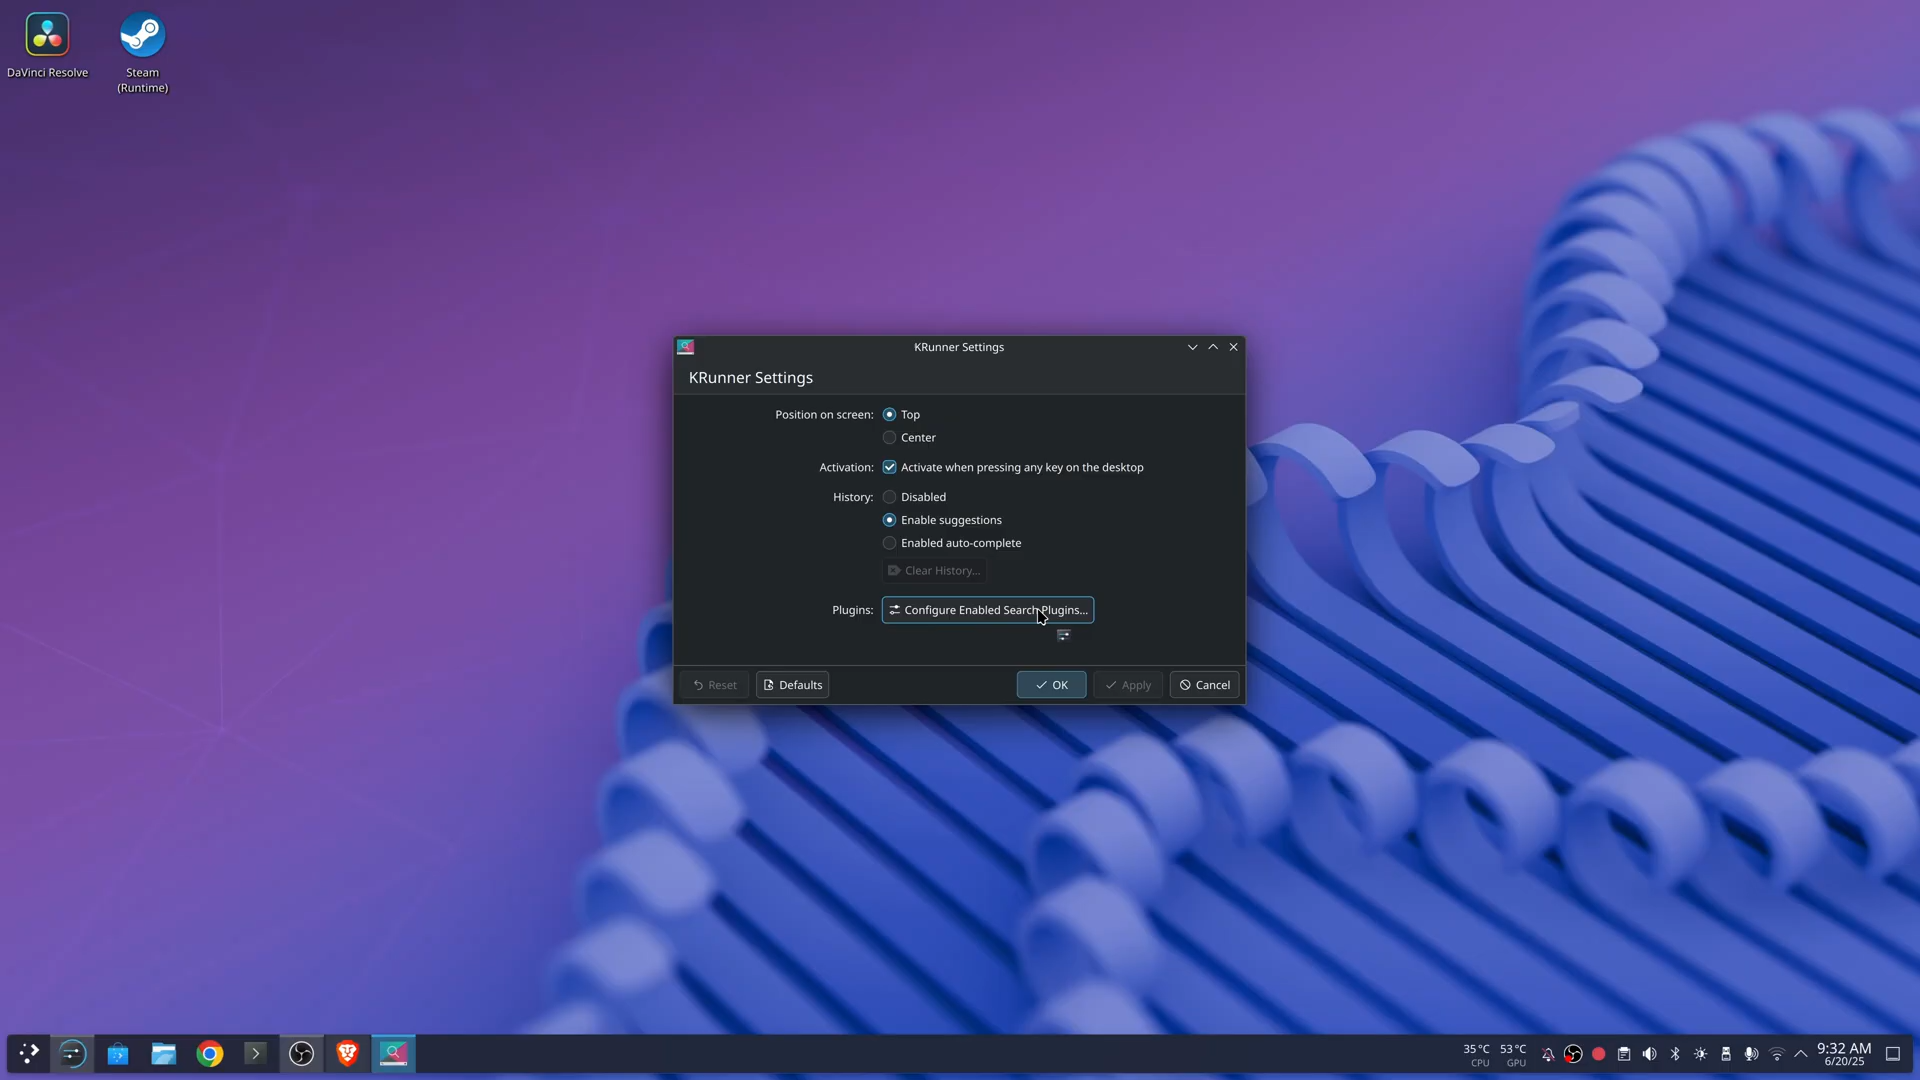 DaVinci Resolve
Steam
(Runtime)
KRunner Settings
KRunner Settings
Position on screen: Top
Center
Activation: Activate when pressing any key on the desktop
History: Disabled
Enable suggestions
Enabled auto-complete
Clear History...
Plugins: Configure Enabled Search Plugins...
Reset Defaults OK Apply Cancel
35°C 53°C 9:32 AM
CPU GPU 6/20/25